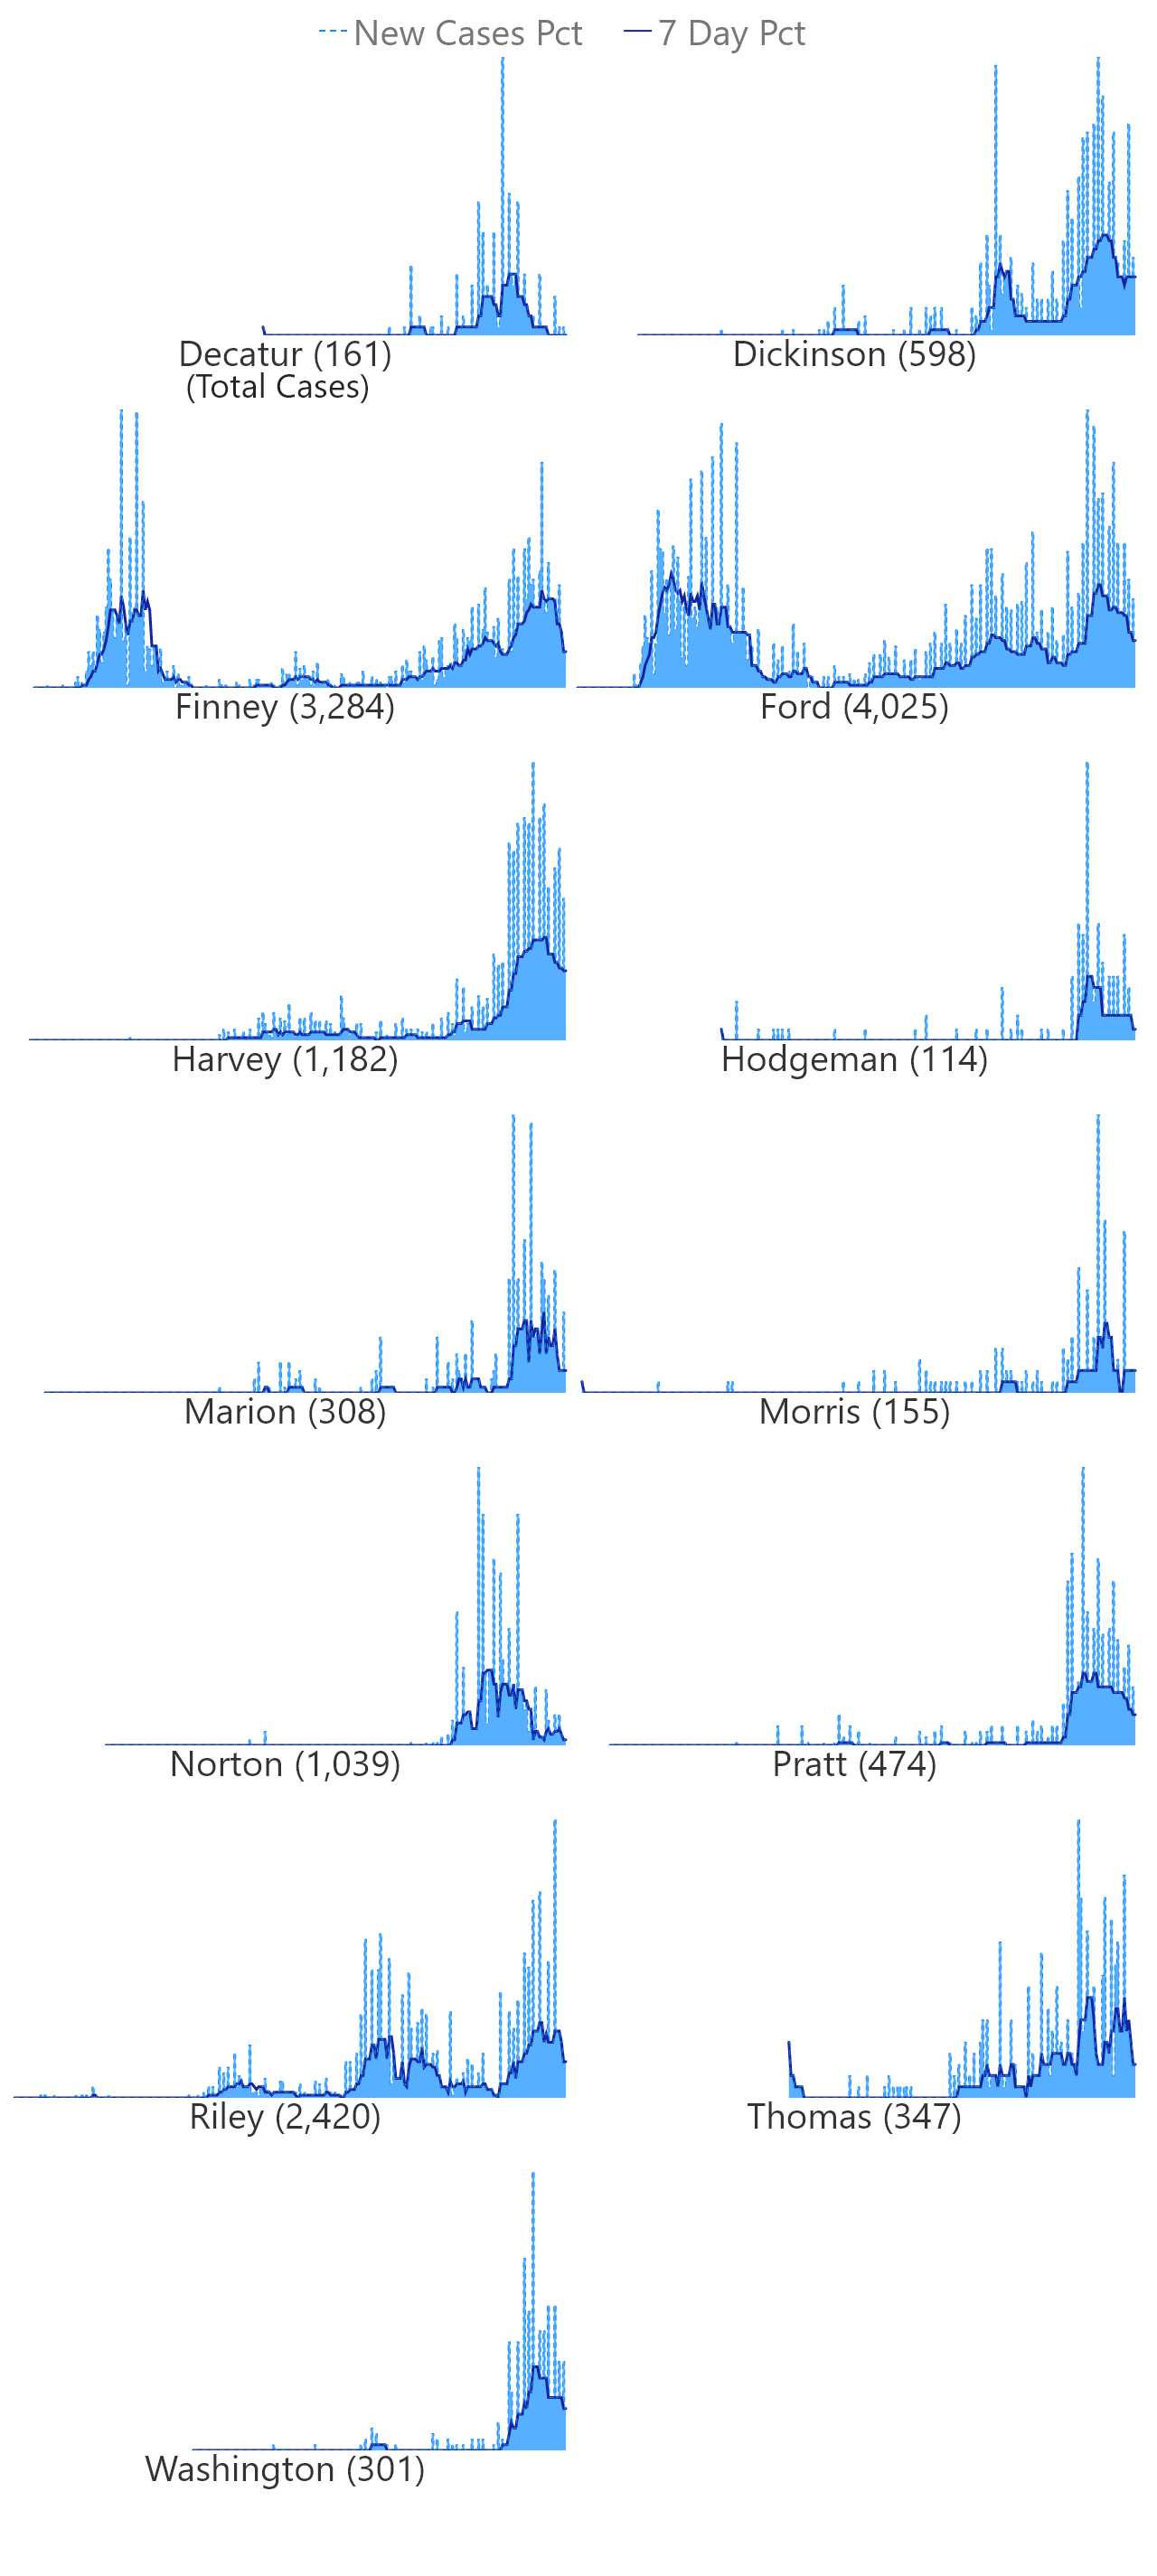 New Cases Pct 7 Day Pct
Decatur (161) Dickinson (598)
(Total Cases)
Finney (3,284) Ford (4,025)
Harvey (1,182) Hodgeman (114)
Marion (308) Morris (155)
Norton (1,039) Pratt (474)
Riley (2,420) Thomas (347)
Washington (301)